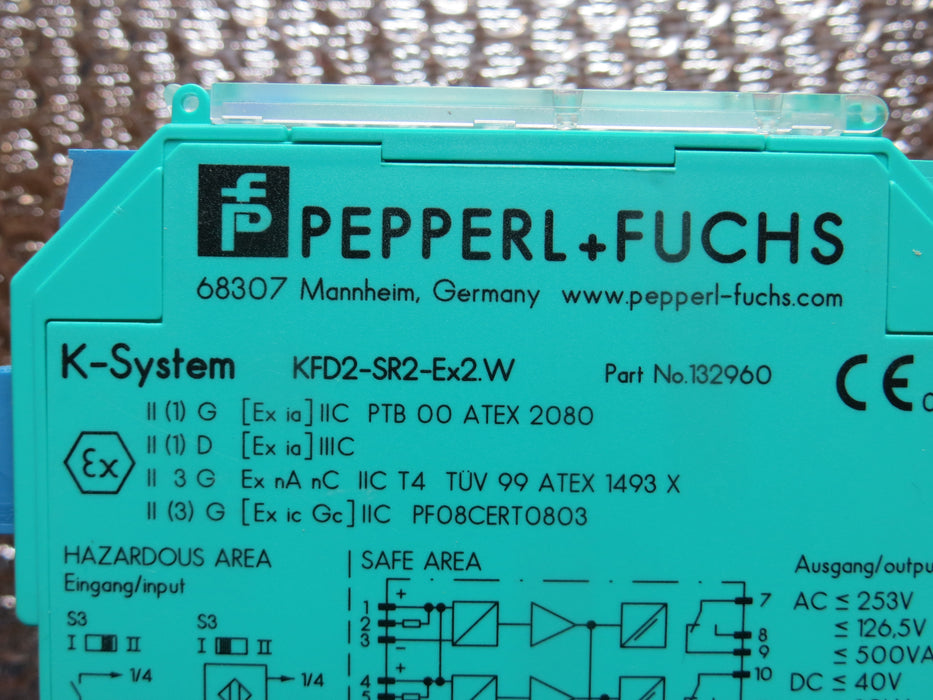 PEPPERL+FUCHS
68307 Mannheim, Germany www.pepperl-fuchs.com
K-System KFD2-SR2-Ex2.W Part No.132960 CE
II (1) G [Ex ia] IIC PTB 00 ATEX 2080
II (1) D [Ex ia] IIIC
Ex
II 3 G Ex nA nC IIC T4 TÜV 99 ATEX 1493 X
II (3) G [Ex ic Gc] IIC PF08CERT0803
HAZARDOUS AREA SAFE AREA
Eingang/input Ausgang/outpu
S3 S3
I II I II
1/4 1/4
+
1
2
3
-
+
4
5
7
8
9
10
AC ≤ 253V
≤ 126,5V
≤ 500VA
DC ≤ 40V